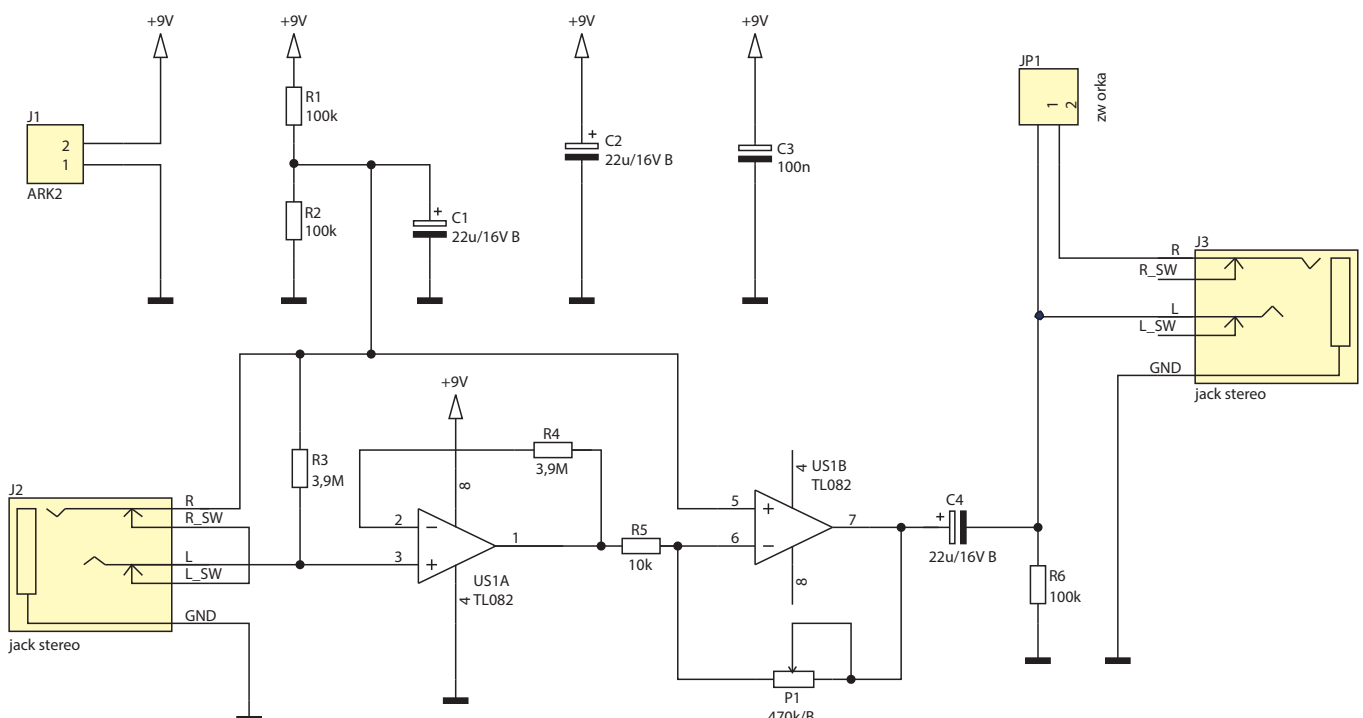 +9V
+9V
+9V
+9V
J1
2
1
ARK2
R1
100k
R2
100k
+
C1
22u/16V B
+
C2
22u/16V B
C3
100n
JP1
1
2
zw orka
J3
R
R_SW
L
L_SW
GND
jack stereo
+9V
R3
3,9M
R4
3,9M
8
2
−
3
+
1
US1A
4 TL082
J2
R
R_SW
L
L_SW
GND
jack stereo
R5
10k
4
US1B
TL082
5
+
6
−
7
8
C4
+
22u/16V B
R6
100k
P1
470k/B